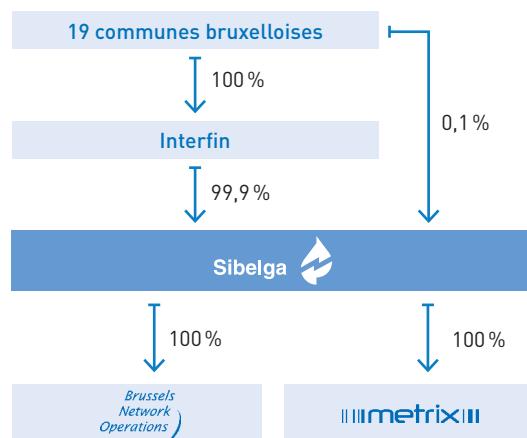 19 communes bruxelloises
100 %
0,1 %
Interfin
99,9 %
Sibelga
100 %
100 %
Brussels
Network
Operations
metrix